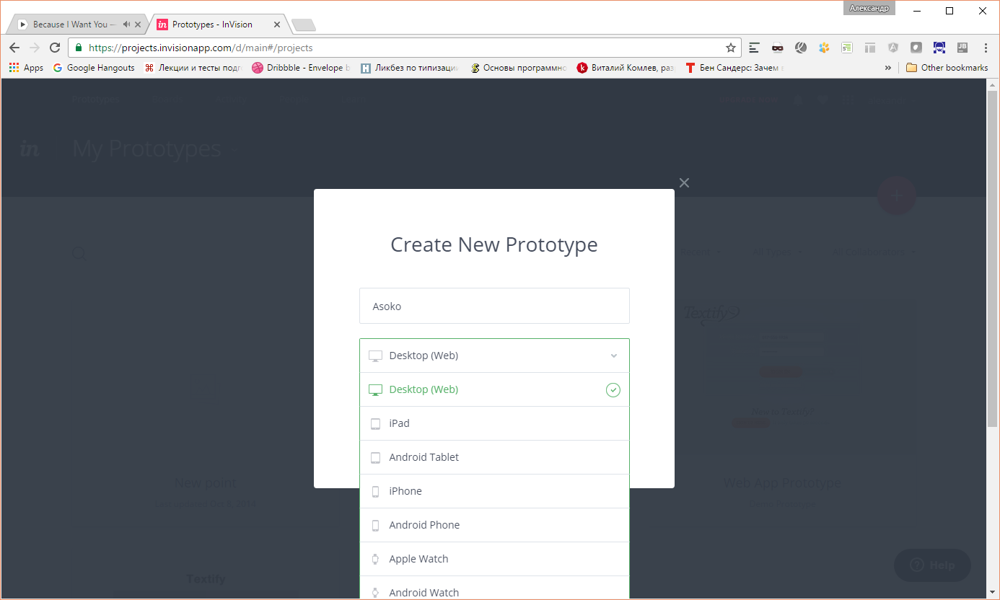 Александр
Because I Want You –
Prototypes - InVision
https://projects.invisionapp.com/d/main#/projects
Apps
Google Hangouts
Лекции и тесты подг
Dribbble - Envelope b
Ликбез по типизаци
Основы программно
Виталий Комлев, раз
Бен Сандерс: Зачем
Other bookmarks
Prototypes
in
My Prototypes
Create New Prototype
Recent
All Types
All Collaborators
Asoko
Textify
Desktop (Web)
Desktop (Web)
iPad
New to Textify?
Android Tablet
New point
Web App Prototype
iPhone
Android Phone
Apple Watch
Help
Textify
Android Watch